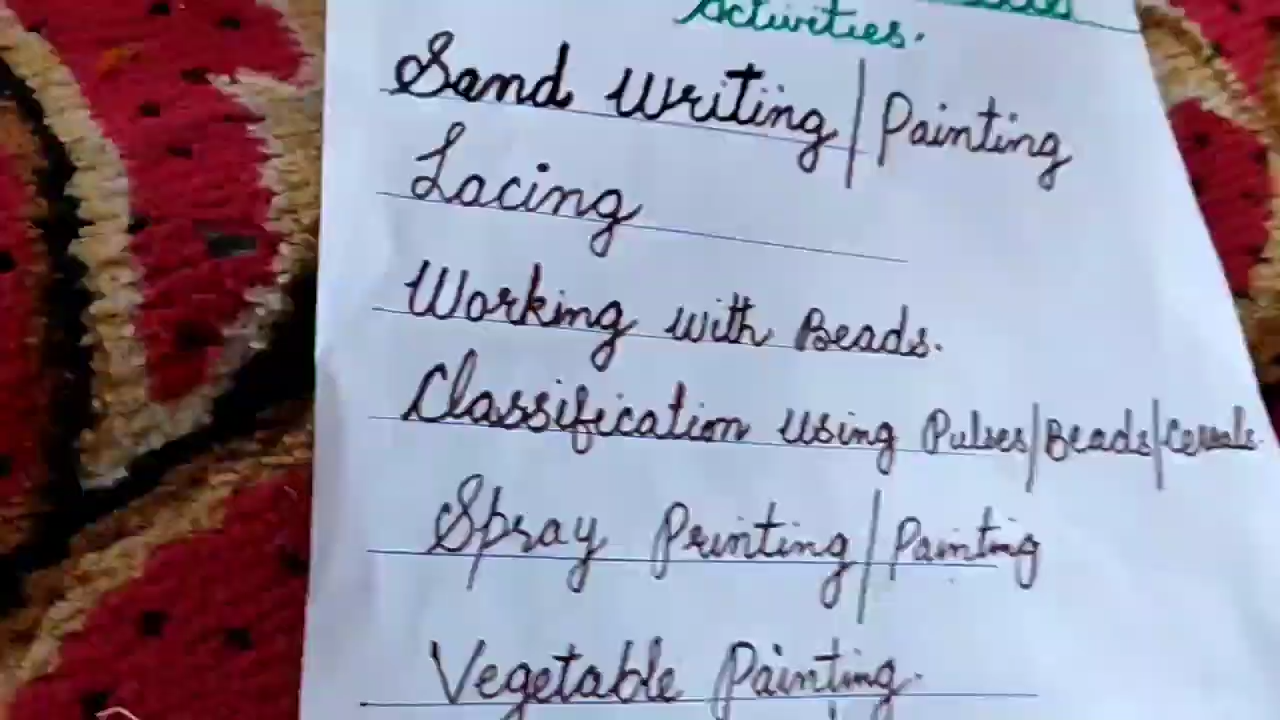 Activities.
Sand Writing | Painting
Lacing
Working with Beads.
Classification Using Pulses | Beads | Cereals.
Spray Printing | Painting
Vegetable Painting.